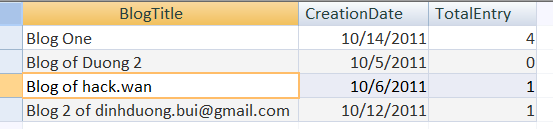 BlogTitle CreationDate TotalEntry
Blog One 10/14/2011 4
Blog of Duong 2 10/5/2011 0
Blog of hack.wan 10/6/2011 1
Blog 2 of dinhduong.bui@gmail.com 10/12/2011 1